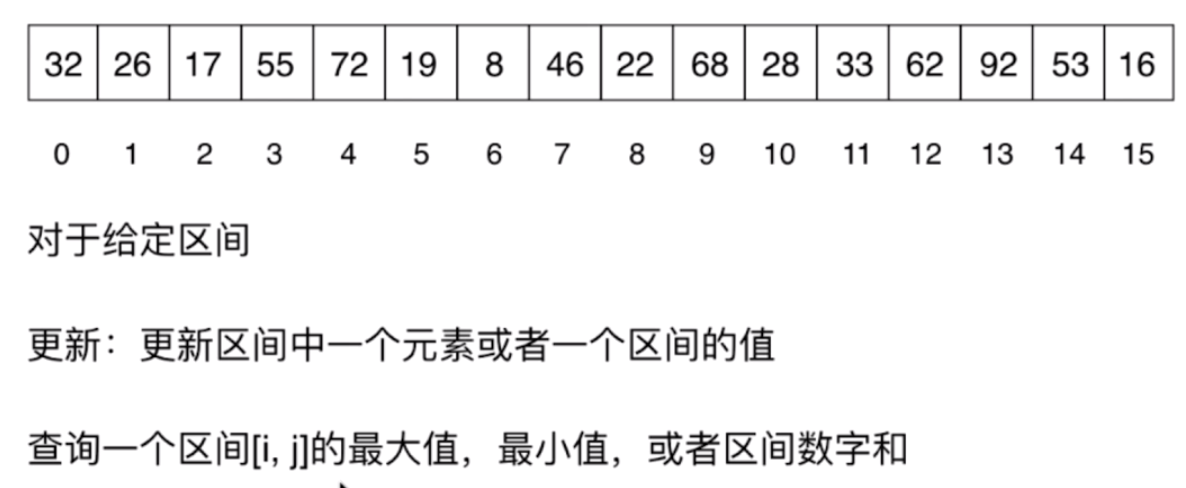 32 26 17 55 72 19 8 46 22 68 28 33 62 92 53 16
0 1 2 3 4 5 6 7 8 9 10 11 12 13 14 15
对于给定区间
更新：更新区间中一个元素或者一个区间的值
查询一个区间[i, j]的最大值，最小值，或者区间数字和